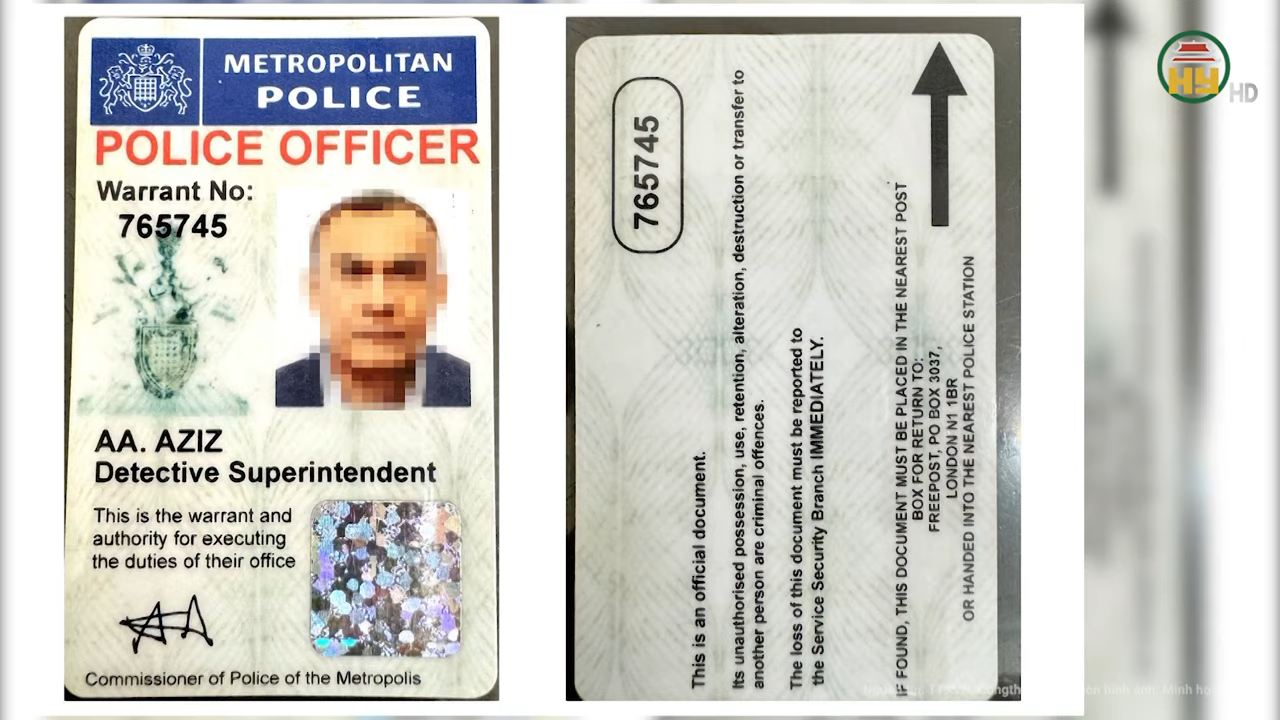 METROPOLITAN
POLICE
POLICE OFFICER
Warrant No:
765745
AA. AZIZ
Detective Superintendent
This is the warrant and
authority for executing
the duties of their office
Commissioner of Police of the Metropolis
765745
This is an official document.
Its unauthorised possession, use, retention, alteration, destruction or transfer to
another person are criminal offences.
The loss of this document must be reported to
the Service Security Branch IMMEDIATELY.
IF FOUND, THIS DOCUMENT MUST BE PLACED IN THE NEAREST POST
BOX FOR RETURN TO:
FREEPOST, PO BOX 3037,
LONDON N1 1BR
OR HANDED INTO THE NEAREST POLICE STATION
HY HD